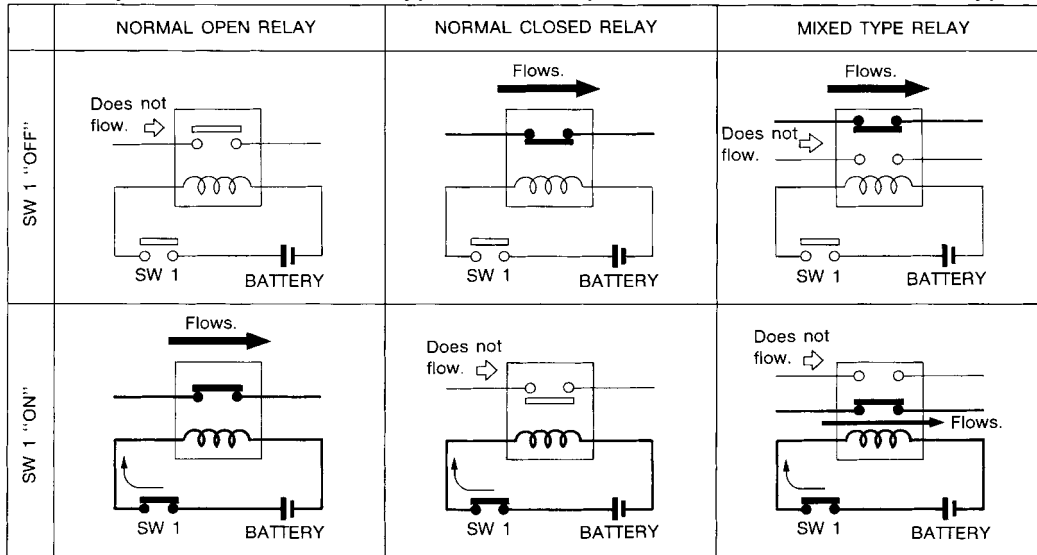 NORMAL OPEN RELAY
NORMAL CLOSED RELAY
MIXED TYPE RELAY
SW 1 "OFF"
Does not
flow.
SW 1
BATTERY
Flows.
SW 1
BATTERY
Flows.
Does not
flow.
SW 1
BATTERY
SW 1 "ON"
Flows.
SW 1
BATTERY
Does not
flow.
SW 1
BATTERY
Does not
flow.
Flows.
SW 1
BATTERY